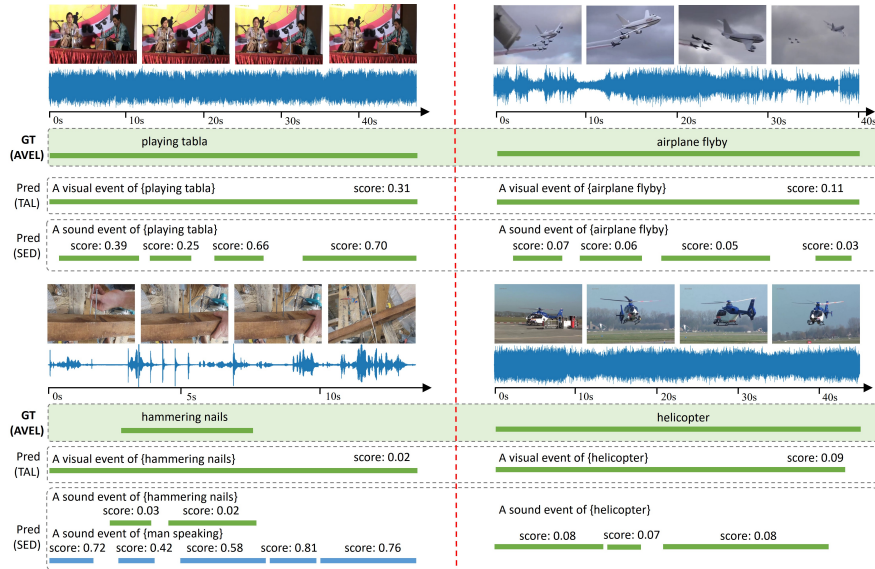 0s 10s 20s 30s 40s
GT
(AVEL)
playing tabla
Pred
(TAL)
A visual event of {playing tabla} score: 0.31
Pred
(SED)
A sound event of {playing tabla}
score: 0.39 score: 0.25 score: 0.66 score: 0.70
0s 10s 20s 30s 40s
airplane flyby
A visual event of {airplane flyby} score: 0.11
A sound event of {airplane flyby}
score: 0.07 score: 0.06 score: 0.05 score: 0.03
0s 5s 10s
GT
(AVEL)
hammering nails
Pred
(TAL)
A visual event of {hammering nails} score: 0.02
Pred
(SED)
A sound event of {hammering nails}
score: 0.03 score: 0.02
A sound event of {man speaking}
score: 0.72 score: 0.42 score: 0.58 score: 0.81 score: 0.76
0s 10s 20s 30s 40s
helicopter
A visual event of {helicopter} score: 0.09
A sound event of {helicopter}
score: 0.08 score: 0.07 score: 0.08